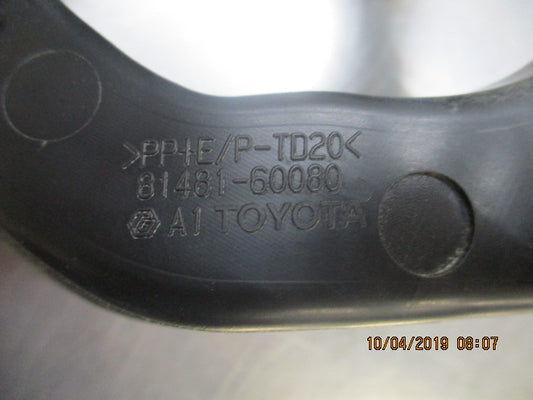 >PP+E/P-TD20<
81481-60080
A1 TOYOTA
10/04/2019 08:07